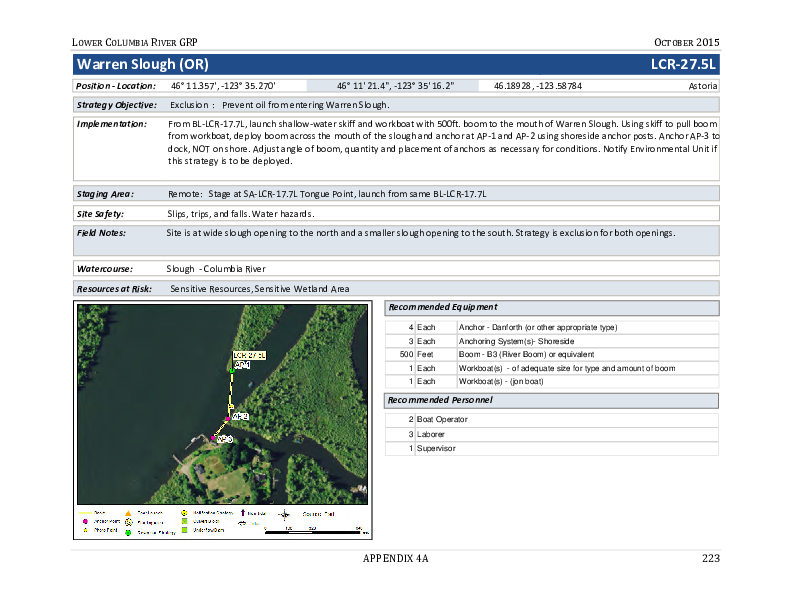 LOWER COLUMBIA RIVER GRP OCTOBER 2015
Warren Slough (OR) LCR-27.5L
Position - Location: 46° 11.357', -123° 35.270' 46° 11' 21.4", -123° 35' 16.2" 46.18928 , -123.58784 Astoria
Strategy Objective: Exclusion : Prevent oil from entering Warren Slough.
Implementation: From BL-LCR-17.7L, launch shallow-water skiff and workboat with 500ft. boom to the mouth of Warren Slough. Using skiff to pull boom
from workboat, deploy boom across the mouth of the slough and anchor at AP-1 and AP-2 using shoreside anchor posts. Anchor AP-3 to
dock, NOT on shore. Adjust angle of boom, quantity and placement of anchors as necessary for conditions. Notify Environmental Unit if
this strategy is to be deployed.
Staging Area: Remote: Stage at SA-LCR-17.7L Tongue Point, launch from same BL-LCR-17.7L
Site Safety: Slips, trips, and falls. Water hazards.
Field Notes: Site is at wide slough opening to the north and a smaller slough opening to the south. Strategy is exclusion for both openings.
Watercourse: Slough - Columbia River
Resources at Risk: Sensitive Resources, Sensitive Wetland Area
LCR-27.5L
AP-1
AP-2
AP-3
Anchor Point
Photo Point
Notification Strategy
Recommended Equipment
4 Each Anchor - Danforth (or other appropriate type)
3 Each Anchoring System(s)- Shoreside
500 Feet Boom - B3 (River Boom) or equivalent
1 Each Workboat(s) - of adequate size for type and amount of boom
1 Each Workboat(s) - (jon boat)
Recommended Personnel
2 Boat Operator
3 Laborer
1 Supervisor
APPENDIX 4A 223